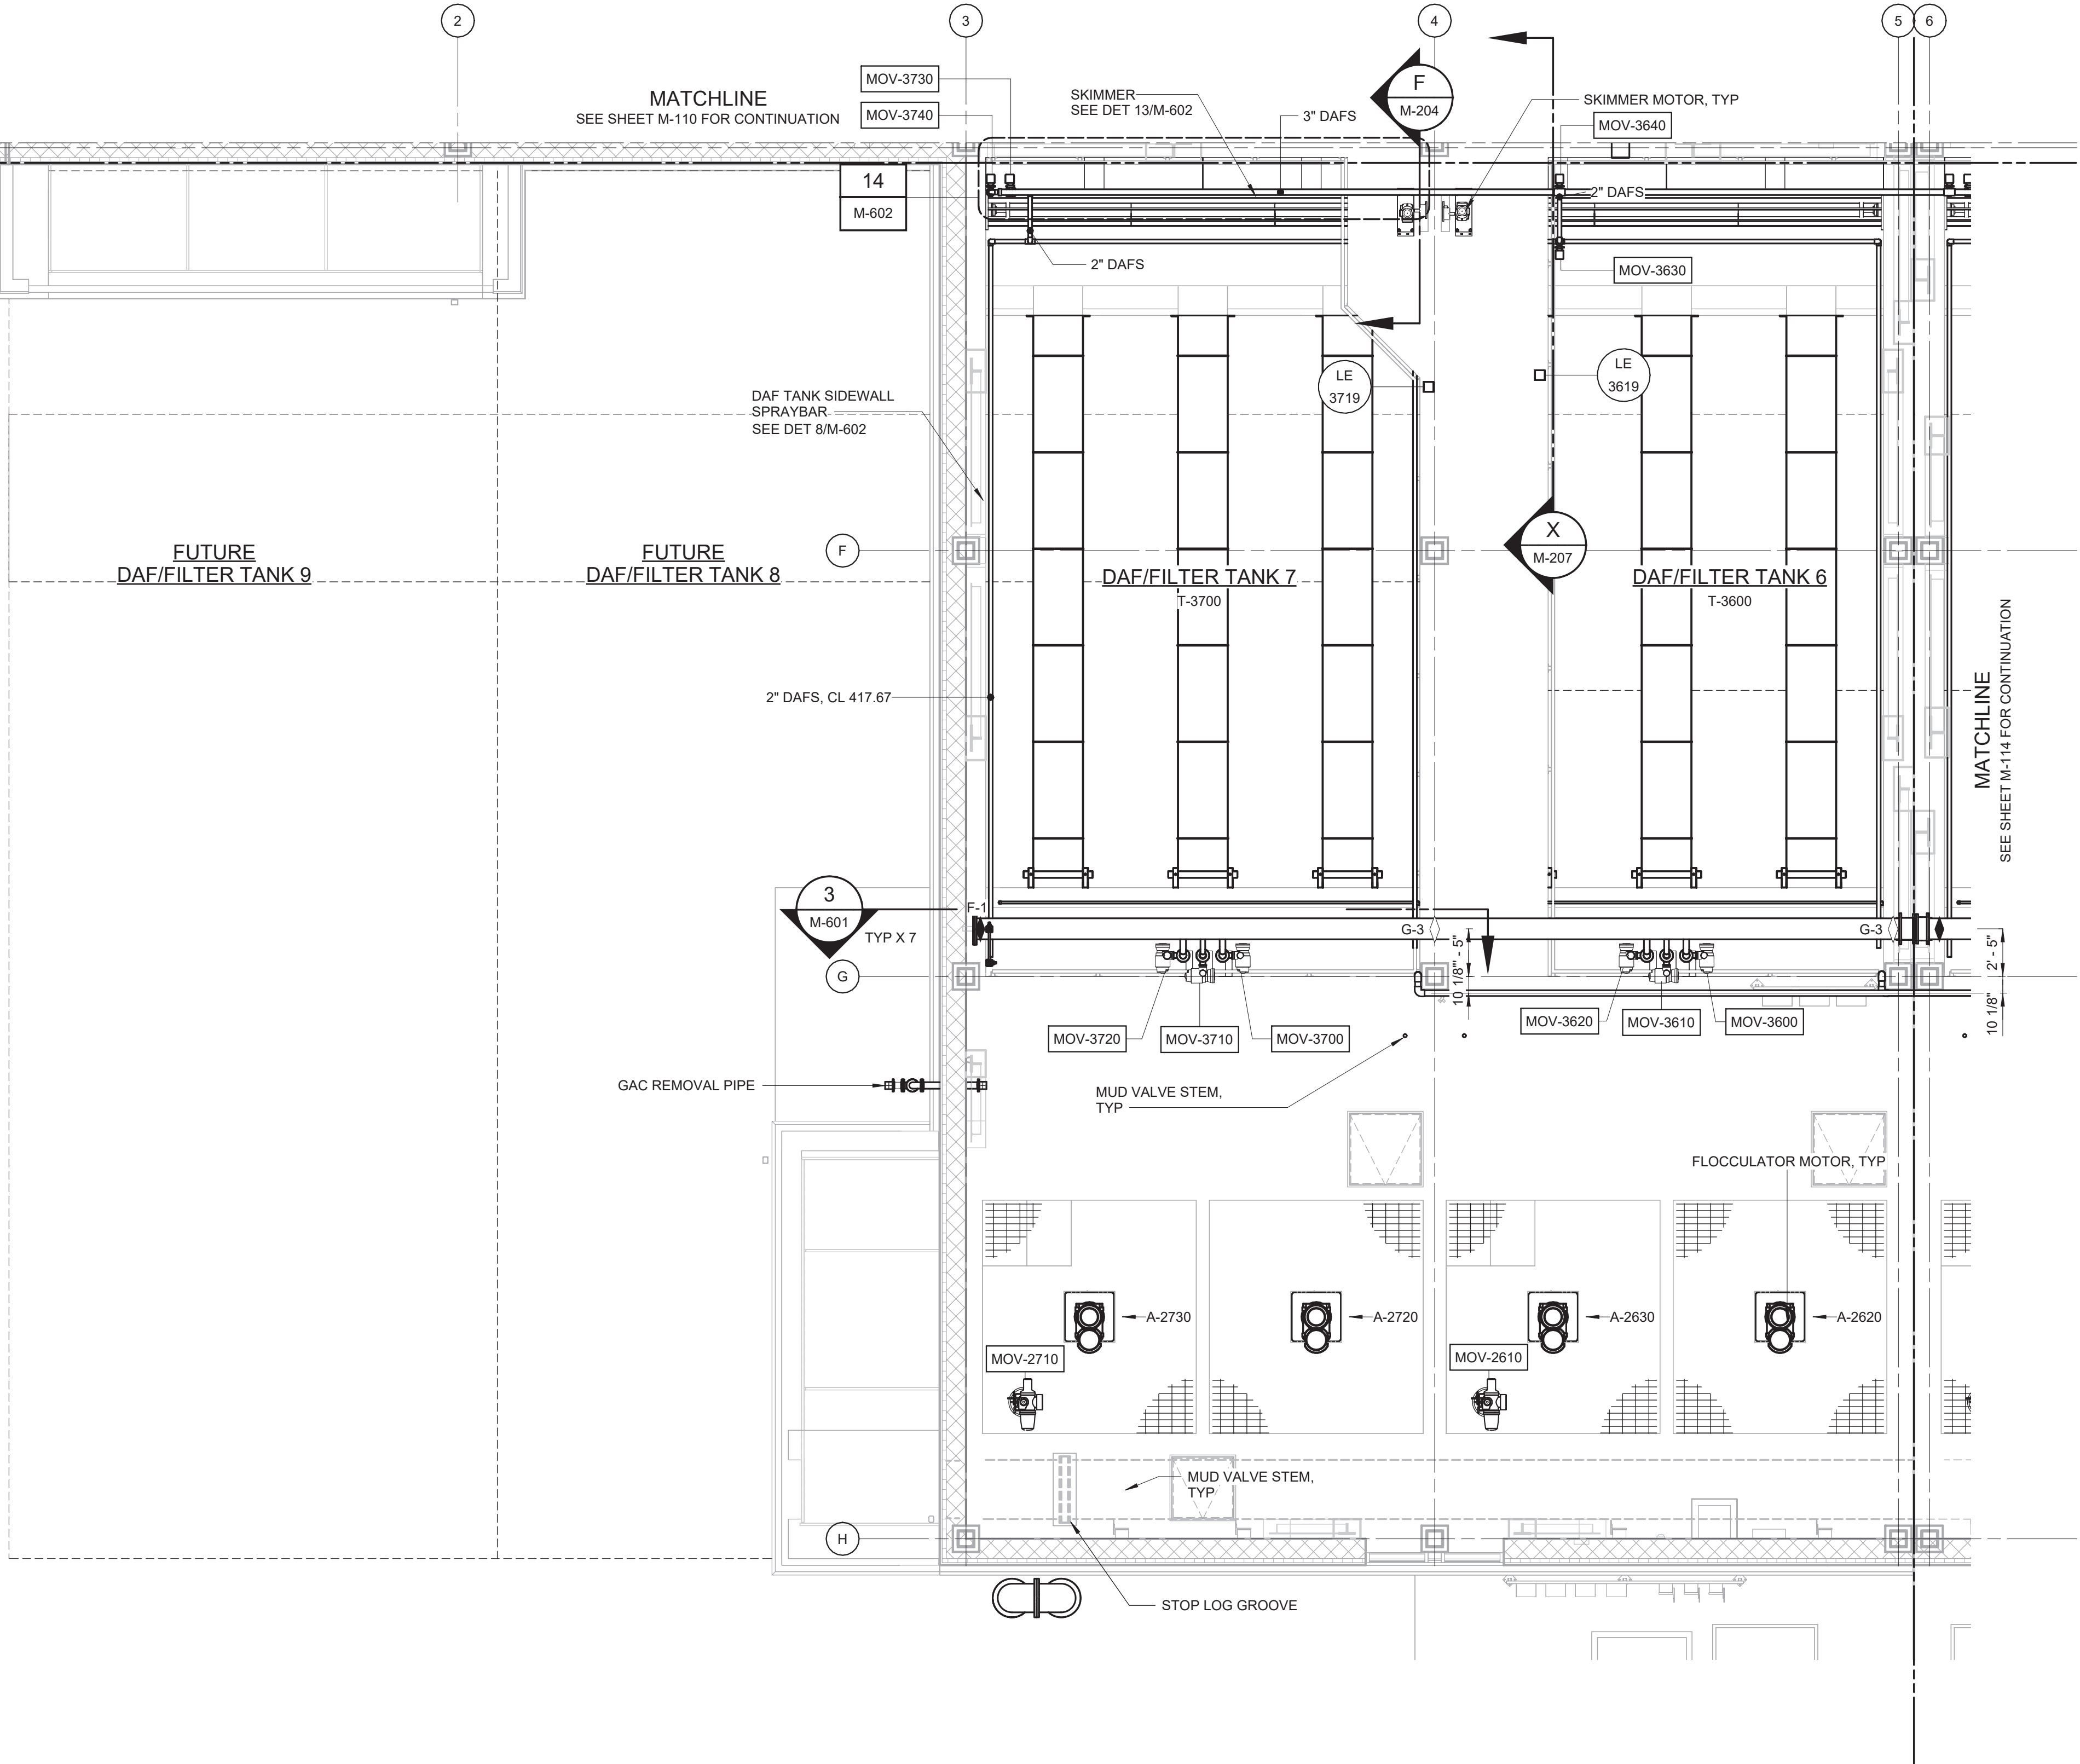 2
3
4
5
6
MATCHLINE
SEE SHEET M-110 FOR CONTINUATION
MOV-3730
MOV-3740
SKIMMER
SEE DET 13/M-602
3" DAFS
F
M-204
SKIMMER MOTOR, TYP
MOV-3640
14
M-602
2" DAFS
2" DAFS
MOV-3630
LE
3719
LE
3619
DAF TANK SIDEWALL
SPRAYBAR
SEE DET 8/M-602
X
M-207
FUTURE
DAF/FILTER TANK 9
FUTURE
DAF/FILTER TANK 8
F
DAF/FILTER TANK 7
T-3700
DAF/FILTER TANK 6
T-3600
MATCHLINE
SEE SHEET M-114 FOR CONTINUATION
2" DAFS, CL 417.67
3
M-601
TYP X 7
F-1
G-3
G-3
2' - 5"
10 1/8"
2' - 5"
10 1/8"
G
MOV-3720
MOV-3710
MOV-3700
MOV-3620
MOV-3610
MOV-3600
GAC REMOVAL PIPE
MUD VALVE STEM,
TYP
FLOCCULATOR MOTOR, TYP
A-2730
A-2720
A-2630
A-2620
MOV-2710
MOV-2610
MUD VALVE STEM,
TYP
H
STOP LOG GROOVE